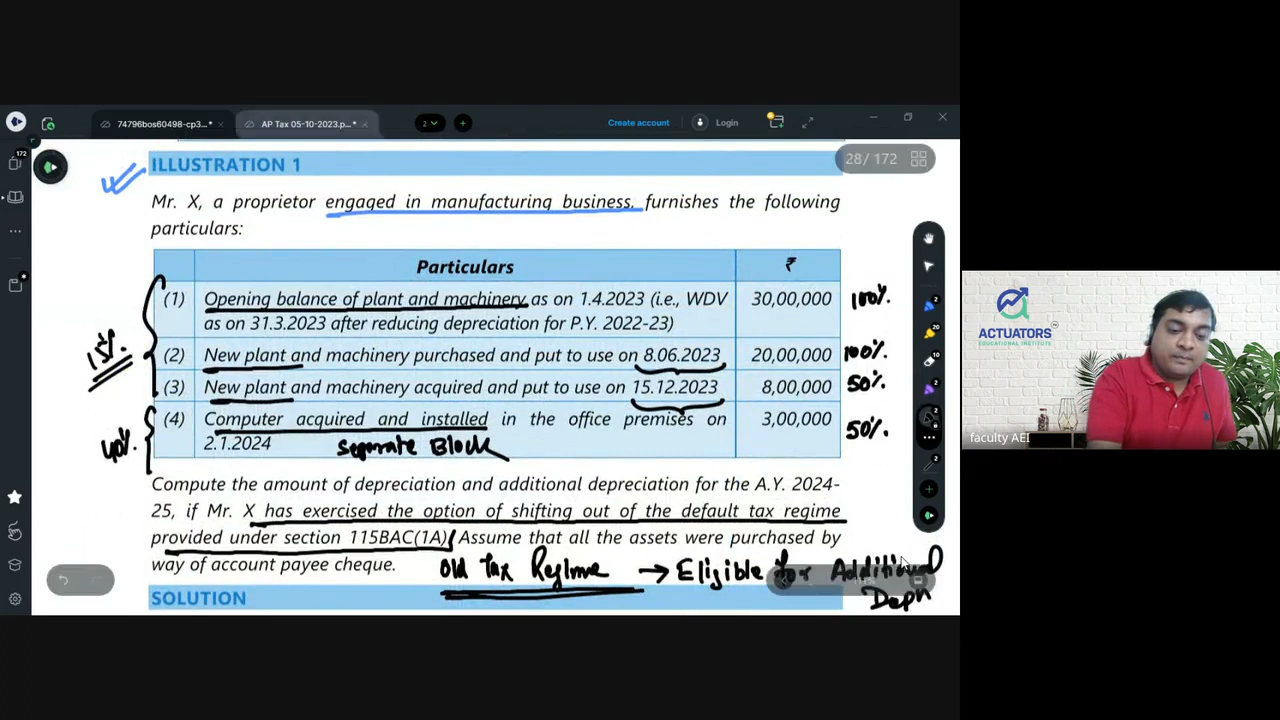 172
74796bos60498-cp3...*
AP Tax 05-10-2023.p...*
2
Create account
Login
ILLUSTRATION 1
28/ 172
Mr. X, a proprietor engaged in manufacturing business, furnishes the following
particulars:
Particulars ₹
(1) Opening balance of plant and machinery as on 1.4.2023 (i.e., WDV 30,00,000 100%
as on 31.3.2023 after reducing depreciation for P.Y. 2022-23)
15%
(2) New plant and machinery purchased and put to use on 8.06.2023 20,00,000 100%
(3) New plant and machinery acquired and put to use on 15.12.2023 8,00,000 50%
(4) Computer acquired and installed in the office premises on 3,00,000 50%
40% 2.1.2024 Separate Block
Compute the amount of depreciation and additional depreciation for the A.Y. 2024-
25, if Mr. X has exercised the option of shifting out of the default tax regime
provided under section 115BAC(1A). Assume that all the assets were purchased by
way of account payee cheque. Old Tax Regime → Eligible for Additional
Depn
SOLUTION
ACTUATORS
EDUCATIONAL INSTITUTE
faculty AEI